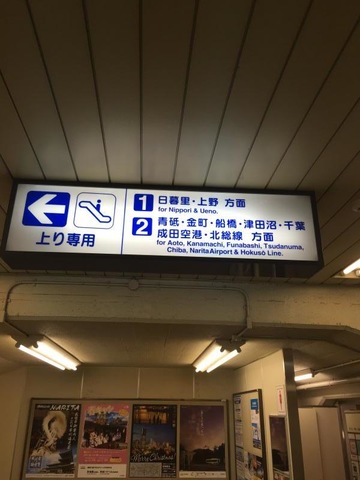 上り専用
1 日暮里・上野 方面
for Nippori & Ueno.
2 青砥・金町・船橋・津田沼・千葉
成田空港・北総線 方面
for Aoto, Kanamachi, Funabashi, Tsudanuma,
Chiba, Narita Airport & Hokusō Line.
NARITA
Merry Christmas